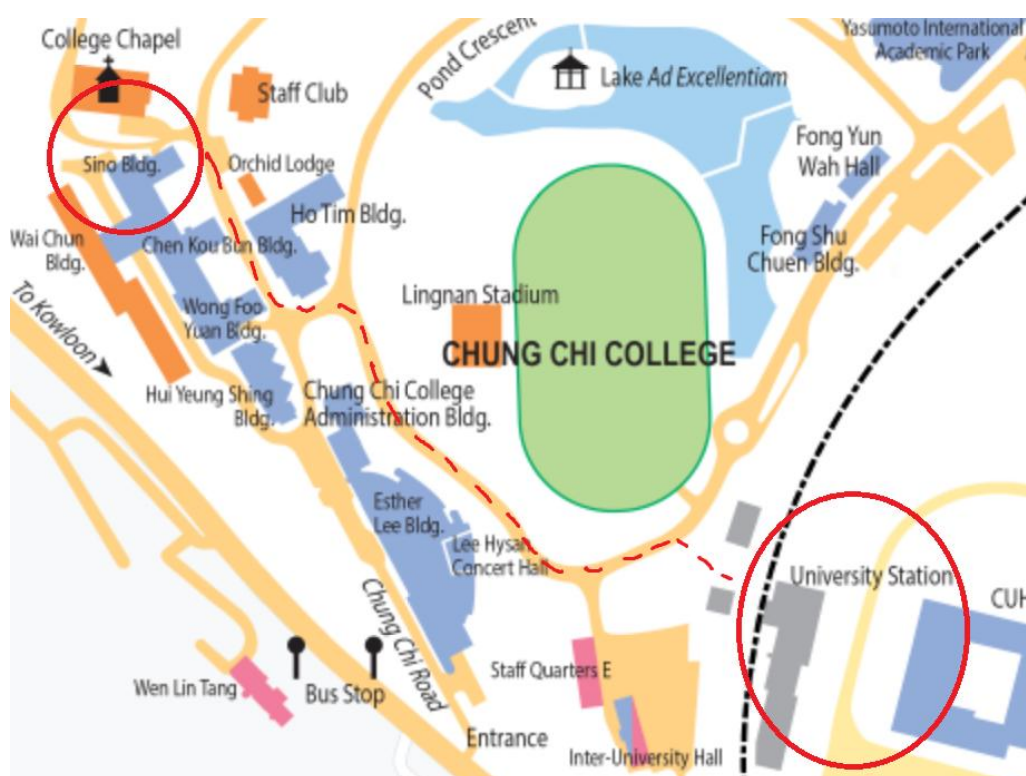 College Chapel
Staff Club
Pond Crescent
Lake Ad Excellentiam
Yasumoto International
Academic Park
Sino Bldg.
Orchid Lodge
Fong Yun
Wah Hall
Wai Chun
Bldg.
Chen Kou Bun Bldg.
Ho Tim Bldg.
Fong Shu
Chuen Bldg.
To Kowloon
Wong Foo
Yuan Bldg.
Lingnan Stadium
CHUNG CHI COLLEGE
Hui Yeung Shing
Bldg.
Chung Chi College
Administration Bldg.
Esther
Lee Bldg.
Lee Hysan
Concert Hall
University Station
CUH
Chung Chi Road
Wen Lin Tang
Bus Stop
Staff Quarters E
Entrance
Inter-University Hall